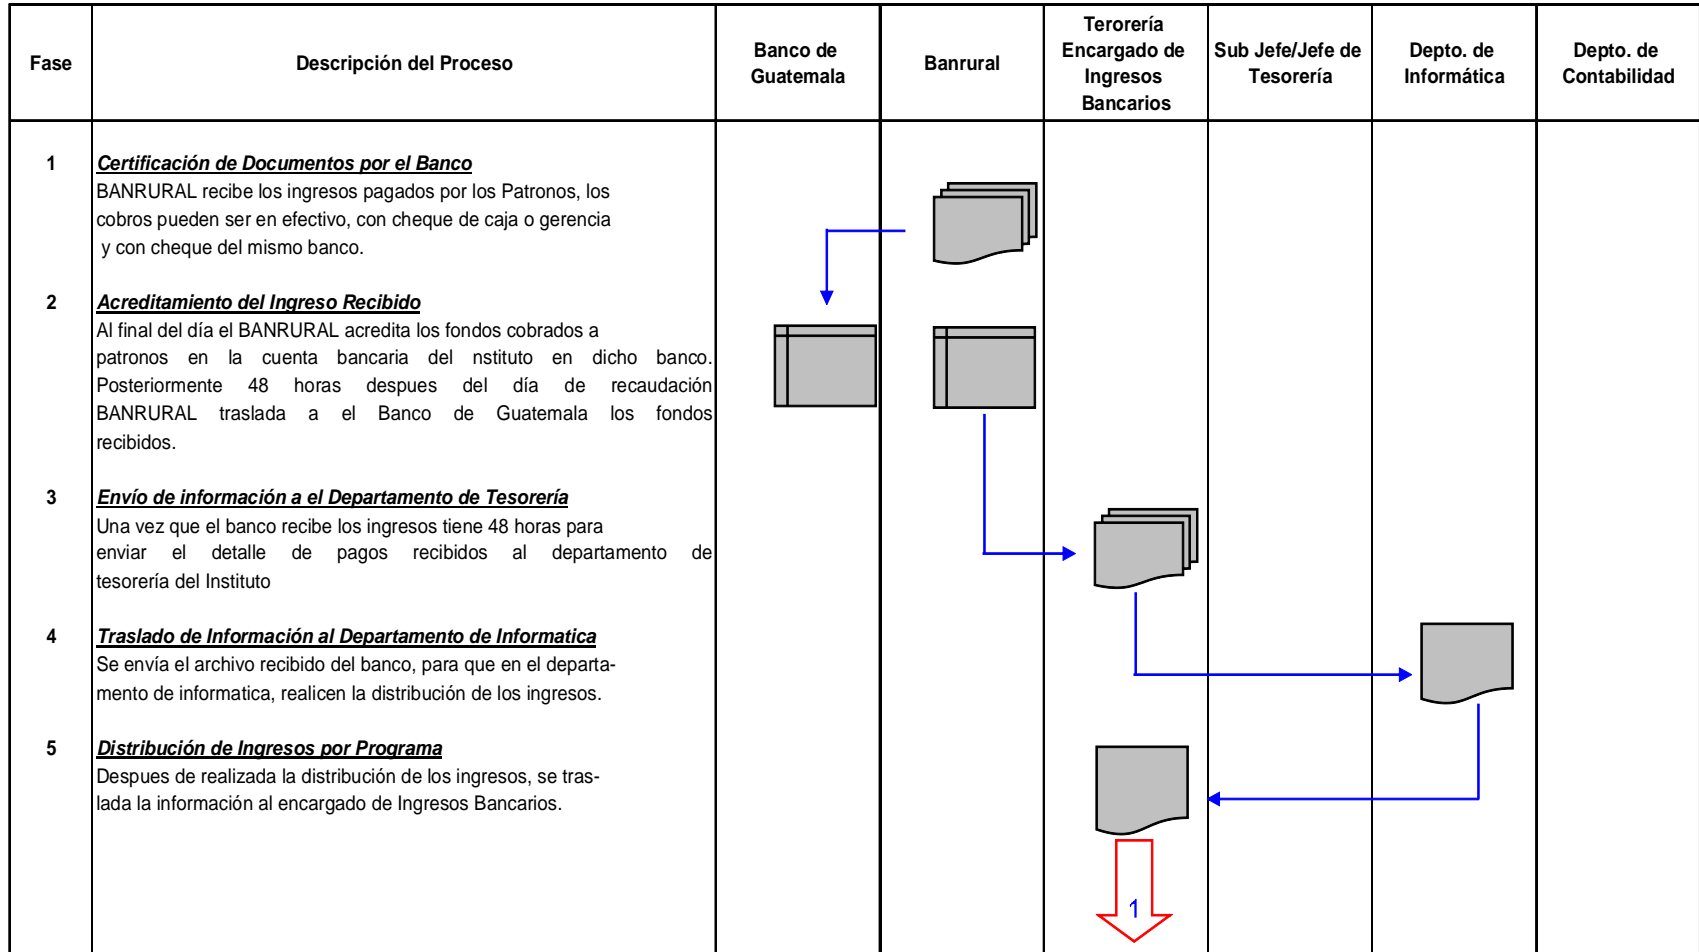 Fase
Descripción del Proceso
Banco de
Guatemala
Banrural
Terorería
Encargado de
Ingresos
Bancarios
Sub Jefe/Jefe de
Tesorería
Depto. de
Informática
Depto. de
Contabilidad
1
Certificación de Documentos por el Banco
BANRURAL recibe los ingresos pagados por los Patronos, los
cobros pueden ser en efectivo, con cheque de caja o gerencia
y con cheque del mismo banco.
2
Acreditamiento del Ingreso Recibido
Al final del día el BANRURAL acredita los fondos cobrados a
patronos en la cuenta bancaria del nstituto en dicho banco.
Posteriormente 48 horas despues del día de recaudación
BANRURAL traslada a el Banco de Guatemala los fondos
recibidos.
3
Envío de información a el Departamento de Tesorería
Una vez que el banco recibe los ingresos tiene 48 horas para
enviar el detalle de pagos recibidos al departamento de
tesorería del Instituto
4
Traslado de Información al Departamento de Informatica
Se envía el archivo recibido del banco, para que en el departa-
mento de informatica, realicen la distribución de los ingresos.
5
Distribución de Ingresos por Programa
Despues de realizada la distribución de los ingresos, se tras-
lada la información al encargado de Ingresos Bancarios.
1